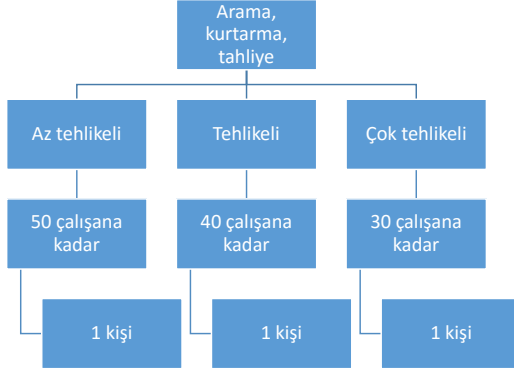 Arama,
kurtarma,
tahliye
Az tehlikeli
Tehlikeli
Çok tehlikeli
50 çalışana
kadar
40 çalışana
kadar
30 çalışana
kadar
1 kişi
1 kişi
1 kişi